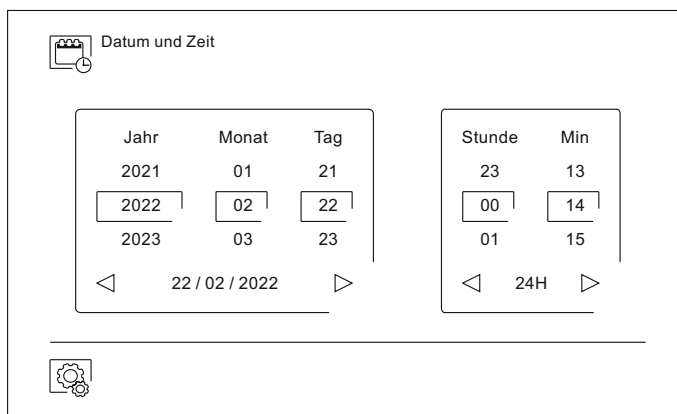 Datum und Zeit
Jahr Monat Tag
2021 01 21
2022 02 22
2023 03 23
22 / 02 / 2022
Stunde Min
23 13
00 14
01 15
24H